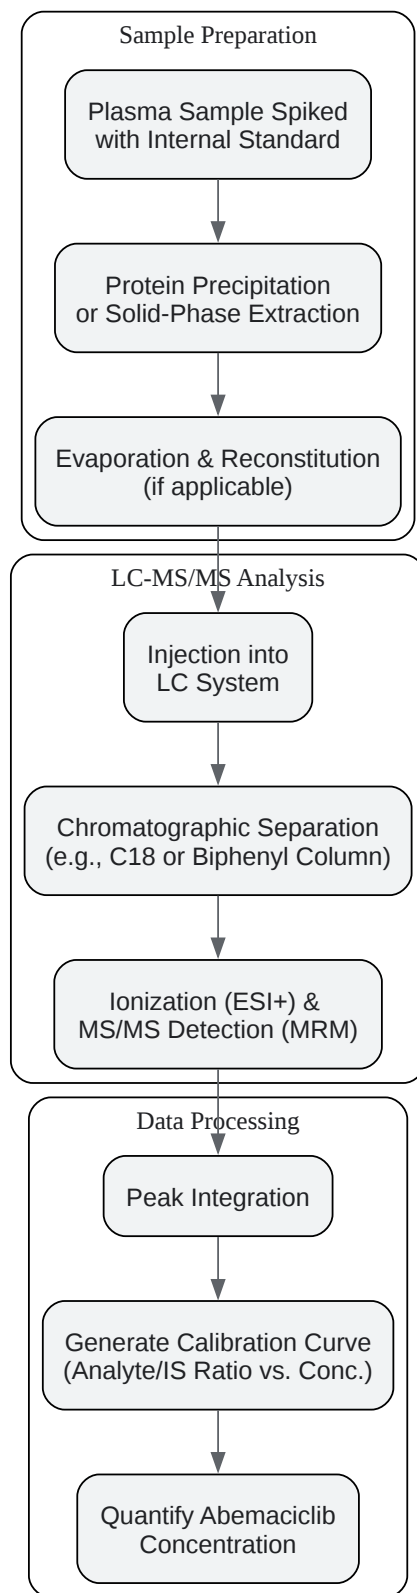 Sample Preparation
Plasma Sample Spiked
with Internal Standard
Protein Precipitation
or Solid-Phase Extraction
Evaporation & Reconstitution
(if applicable)
LC-MS/MS Analysis
Injection into
LC System
Chromatographic Separation
(e.g., C18 or Biphenyl Column)
Ionization (ESI+) &
MS/MS Detection (MRM)
Data Processing
Peak Integration
Generate Calibration Curve
(Analyte/IS Ratio vs. Conc.)
Quantify Abemaciclib
Concentration